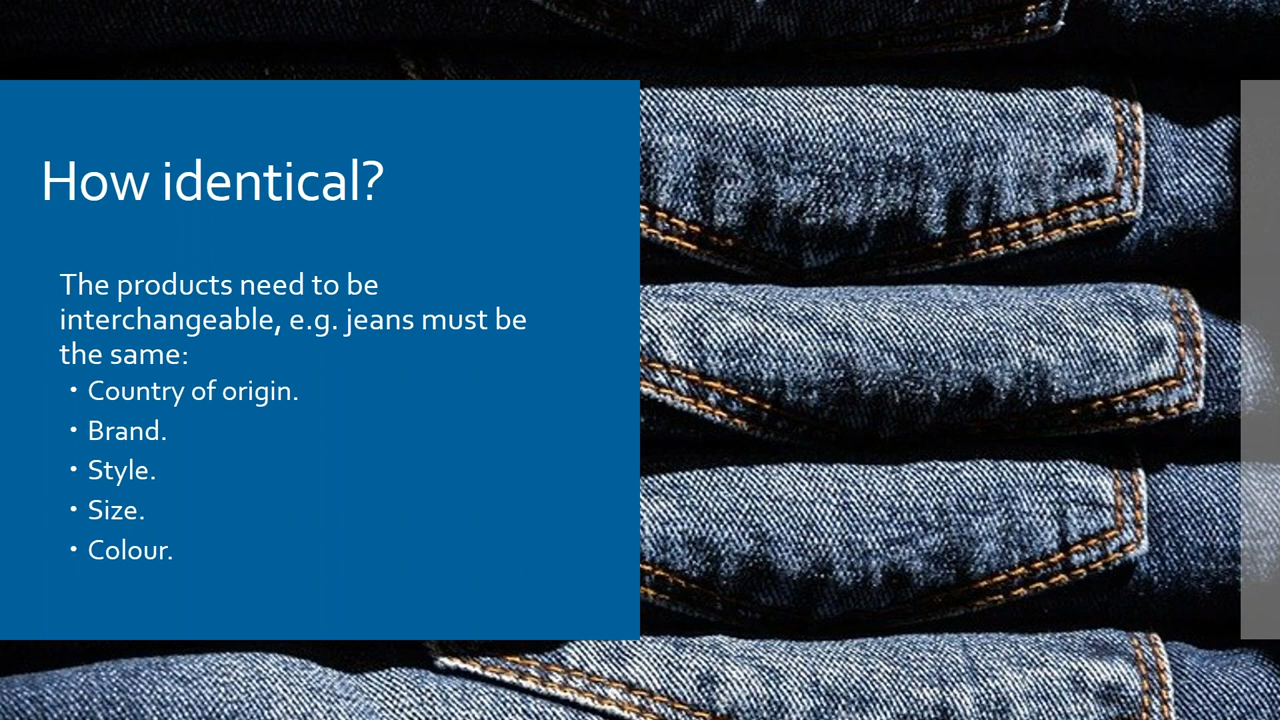 How identical?
The products need to be
interchangeable, e.g. jeans must be
the same:
• Country of origin.
• Brand.
• Style.
• Size.
• Colour.